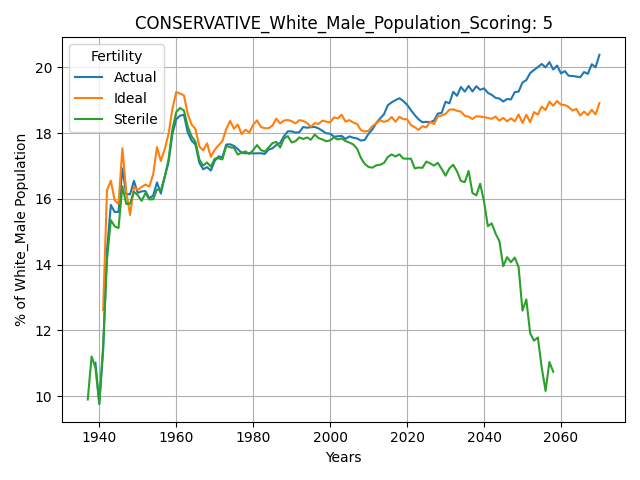 CONSERVATIVE_White_Male_Population_Scoring: 5
Fertility
Actual
Ideal
Sterile
% of White_Male Population
20
18
16
14
12
10
1940 1960 1980 2000 2020 2040 2060
Years